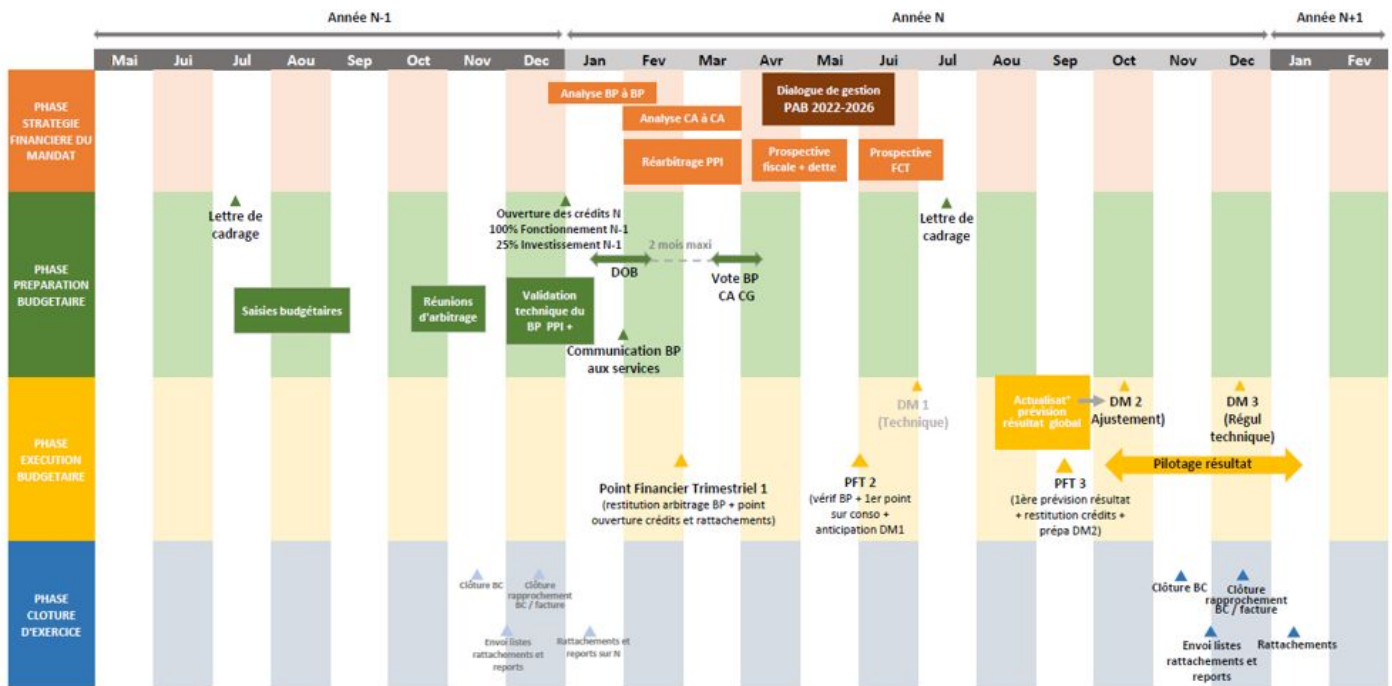 Année N-1
Année N
Année N+1
Mai
Jui
Jul
Aou
Sep
Oct
Nov
Dec
Jan
Fev
Mar
Avr
Mai
Jui
Jul
Aou
Sep
Oct
Nov
Dec
Jan
Fev
PHASE
STRATEGIE
FINANCIERE DU
MANDAT
Analyse BP à BP
Analyse CA à CA
Dialogue de gestion
PAB 2022-2026
Réarbitrage PPI
Prospective
fiscale + dette
Prospective
FCT
PHASE
PREPARATION
BUDGETAIRE
Lettre de
cadrage
Ouverture des crédits N
100% Fonctionnement N-1
25% Investissement N-1
2 mois maxi
DOB
Vote BP
CA CG
Lettre de
cadrage
Saisies budgétaires
Réunions
d'arbitrage
Validation
technique du
BP PPI +
Communication BP
aux services
PHASE
EXECUTION
BUDGETAIRE
DM 1
(Technique)
Actualisat°
prévision
résultat global
DM 2
Ajustement)
DM 3
(Régul
technique)
Pilotage résultat
Point Financier Trimestriel 1
(restitution arbitrage BP + point
ouverture crédits et rattachements)
PFT 2
(vérif BP + 1er point
sur conso +
anticipation DM1
PFT 3
(1ère prévision résultat
+ restitution crédits +
prépa DM2)
PHASE
CLOTURE
D'EXERCICE
Clôture BC
Clôture
rapprochement
BC / facture
Envoi listes
rattachements et
reports
Rattachements et
reports sur N
Clôture BC
Clôture
rapprochement
BC / facture
Envoi listes
rattachements et
reports
Rattachements